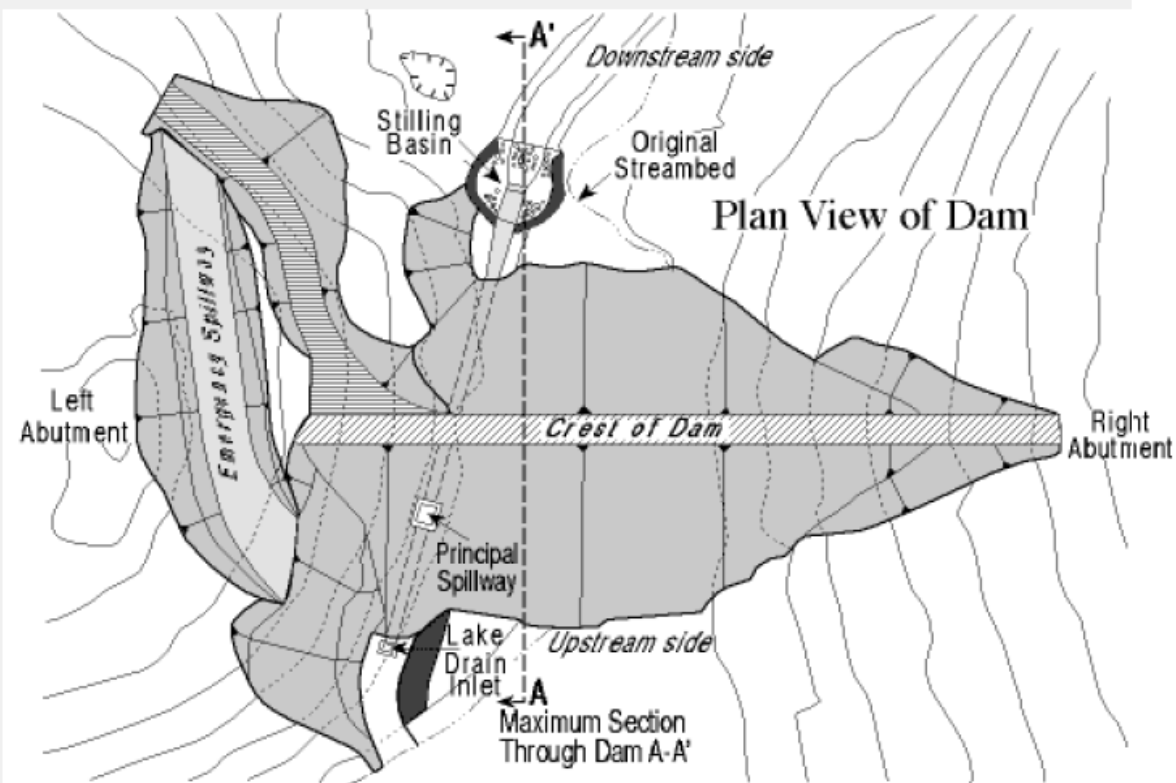 A'
Downstream side
Stilling
Basin
Original
Streambed
Plan View of Dam
Emergency Spillway
Left
Abutment
Crest of Dam
Right
Abutment
Principal
Spillway
Lake
Drain
Inlet
Upstream side
A
Maximum Section
Through Dam A-A'